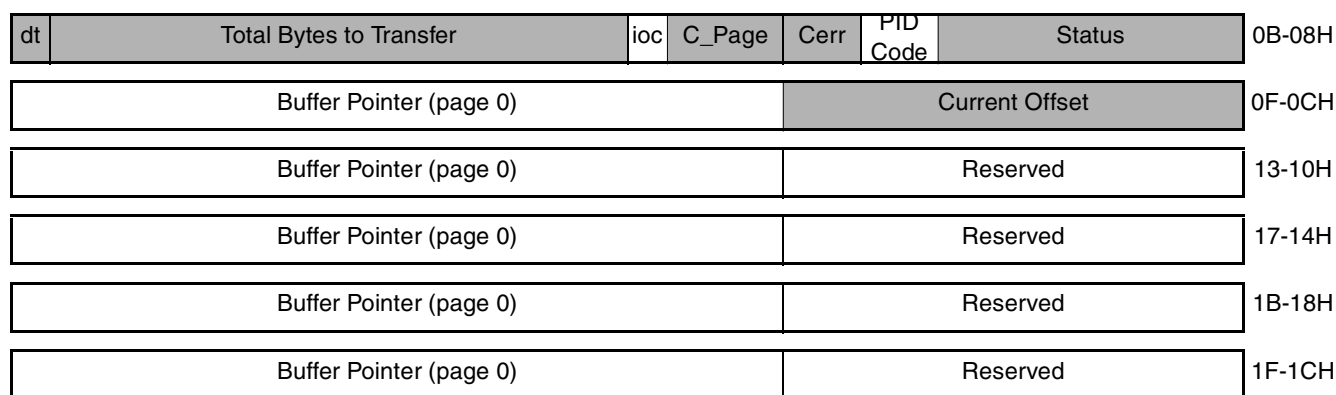 dt Total Bytes to Transfer ioc C_Page Cerr PID Code Status 0B-08H
Buffer Pointer (page 0) Current Offset 0F-0CH
Buffer Pointer (page 0) Reserved 13-10H
Buffer Pointer (page 0) Reserved 17-14H
Buffer Pointer (page 0) Reserved 1B-18H
Buffer Pointer (page 0) Reserved 1F-1CH